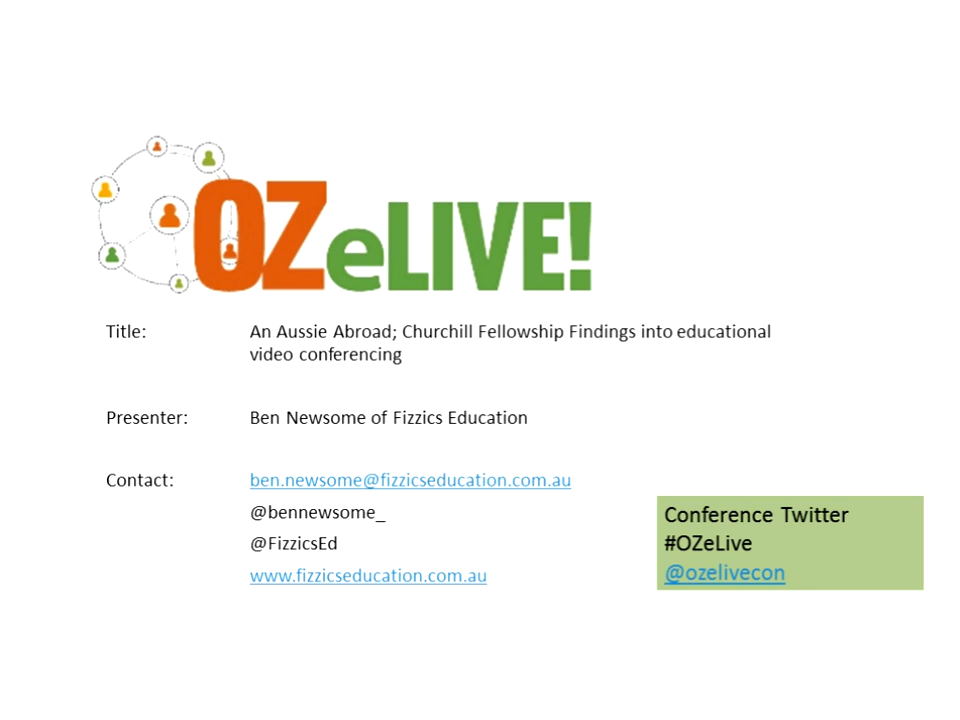 OZeLIVE!
Title: An Aussie Abroad; Churchill Fellowship Findings into educational
video conferencing
Presenter: Ben Newsome of Fizzics Education
Contact: ben.newsome@fizzicseducation.com.au
@bennewsome_
@FizzicsEd
www.fizzicseducation.com.au
Conference Twitter
#OZeLive
@ozelivecon